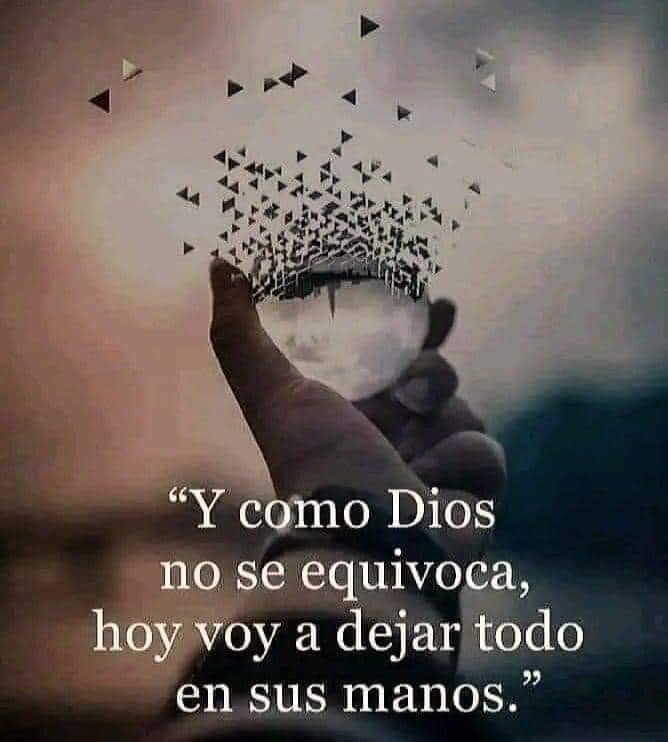 “Y como Dios
no se equivoca,
hoy voy a dejar todo
en sus manos.”